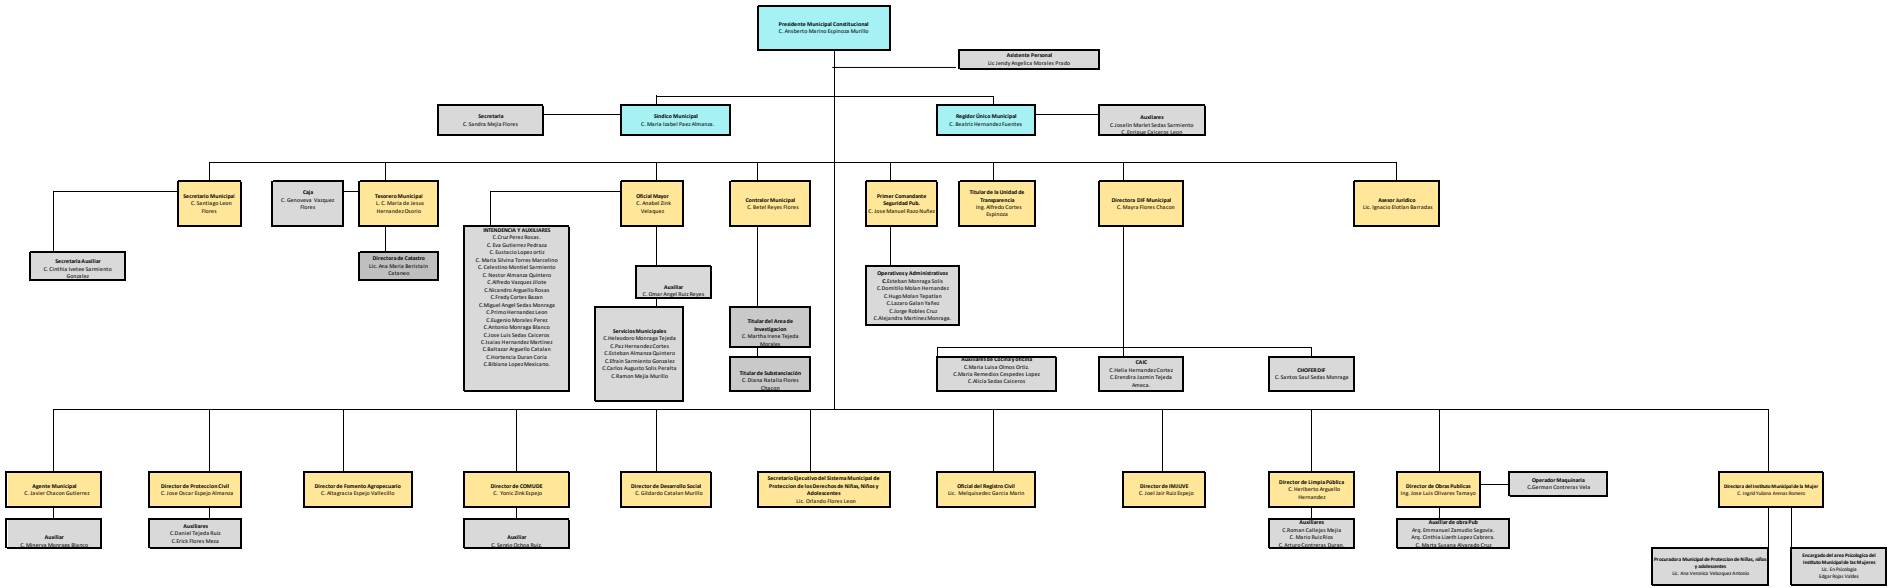 Presidente Municipal Constitucional
C. Ansberto Marino Espinoza Murillo
Asistente Personal
Lic Jendy Angelica Morales Prado
Secretaria
C. Sandra Mejia Flores
Sindico Municipal
C. Maria Izabel Paez Almanza.
Regidor Único Municipal
C. Beatriz Hernandez Fuentes
Auxliares
C.Joselin Marlet Sedas Sarmiento
C. Enrique Caiceros Leon
Secretario Municipal
C. Santiago Leon
Flores
Caja
C. Genoveva Vazquez
Flores
Tesorero Municipal
L. C. Maria de Jesus
Hernandez Osorio
Oficial Mayor
C. Anabel Zink
Velaquez
Contralor Municipal
C. Betel Reyes Flores
Primer Comandante
Seguridad Pub.
C. Jose Manuel Razo Nuñez
Titular de la Unidad de
Transparencia
Ing. Alfredo Cortes
Espinoza
Directora DIF Municipal
C. Mayra Flores Chacon
Asesor Juridico
Lic. Ignacio Elotlan Barradas
Secretaria Auxiliar
C. Cinthia Ivetee Sarmiento
Gonzalez
Directora de Catastro
Lic. Ana Maria Beristain
Cataneo
INTENDENCIA Y AUXILIARES
C.Cruz Perez Rosas.
C. Eva Gutierrez Pedraza
C. Eustacio Lopez ortiz
C. Maria Silvina Torres Marcelino
C. Celestino Montiel Sarmiento
C. Nestor Almanza Quintero
C.Alfredo Vazquez Jilote
C.Nicandro Arguello Rosas
C.Fredy Cortes Bazan
C.Miguel Angel Sedas Monraga
C.Primo Hernandez Leon
C.Eugenio Morales Perez
C.Antonio Monraga Blanco
C.Jose Luis Sedas Caiceros
C.Isaias Hernandez Martinez
C.Baltazar Arguello Catalan
C.Hortencia Duran Coria
C.Bibiana Lopez Mexicano.
Auxiliar
C. Omar Angel Ruiz Reyes
Servicios Municipales
C.Heleodoro Monraga Tejeda
C.Paz Hernandez Cortes
C.Esteban Almanza Quintero
C.Efrain Sarmiento Gonzalez
C.Carlos Augusto Solis Peralta
C.Ramon Mejia Murillo
Titular del Area de
Investigacion
C. Martha Irene Tejeda
Morales
Titular de Substanciación
C. Diana Natalia Flores
Chacon
Operativos y Administrativos
C.Esteban Monraga Solis
C.Domitilo Molan Hernandez
C.Hugo Molan Tepatlan
C.Lazaro Galan Yañez
C.Jorge Robles Cruz
C.Alejandra Martinez Monraga.
Auxiliares de Cocina y oficina
C.Maria Luisa Olmos Ortiz.
C.Maria Remedios Cespedes Lopez
C.Alicia Sedas Caiceros
CAIC
C.Helia Hernandez Cortez
C.Erendira Jazmin Tejeda
Ameca.
CHOFER DIF
C. Santos Saul Sedas Monraga
Agente Municipal
C. Javier Chacon Gutierrez
Director de Proteccion Civil
C. Jose Oscar Espejo Almanza
Director de Fomento Agropecuario
C. Altagracia Espejo Vallecillo
Director de COMUDE
C. Yonic Zink Espejo
Director de Desarrollo Social
C. Gildardo Catalan Murillo
Secretario Ejecutivo del Sistema Municipal de
Proteccion de los Derechos de Niñas, Niños y
Adolescentes
Lic. Orlando Flores Leon
Oficial del Registro Civil
Lic. Melquisedec Garcia Marin
Director de IMJUVE
C. Joel Jair Ruiz Espejo
Director de Limpia Pública
C. Heriberto Arguello
Hernandez
Director de Obras Publicas
Ing. Jose Luis Olivares Tamayo
Operador Maquinaria
C.German Contreras Vela
Directora del Instituto Municipal de la Mujer
C. Ingrid Yuliana Arenas Romero
Auxiliar
C. Minerva Monraga Blanco
Auxiliares
C.Daniel Tejeda Ruiz
C.Erick Flores Meza
Auxiliar
C. Sergio Ochoa Ruiz.
Auxiliares
C.Roman Callejas Mejia
C. Mario Ruiz Rios
C. Arturo Contreras Duran.
Auxiliar de obra Pub
Arq. Emmanuel Zamudio Segovia.
Arq. Cinthia Lizeth Lopez Cabrera.
C. Marta Susana Alvarado Cruz
Procuradora Municipal de Proteccion de Niñas, niños
y adolescentes
Lic. Ana Veronica Velazquez Antonio
Encargado del area Psicologica del
Instituto Municipal de las Mujeres
Lic. En Psicología
Edgar Rojas Valdes